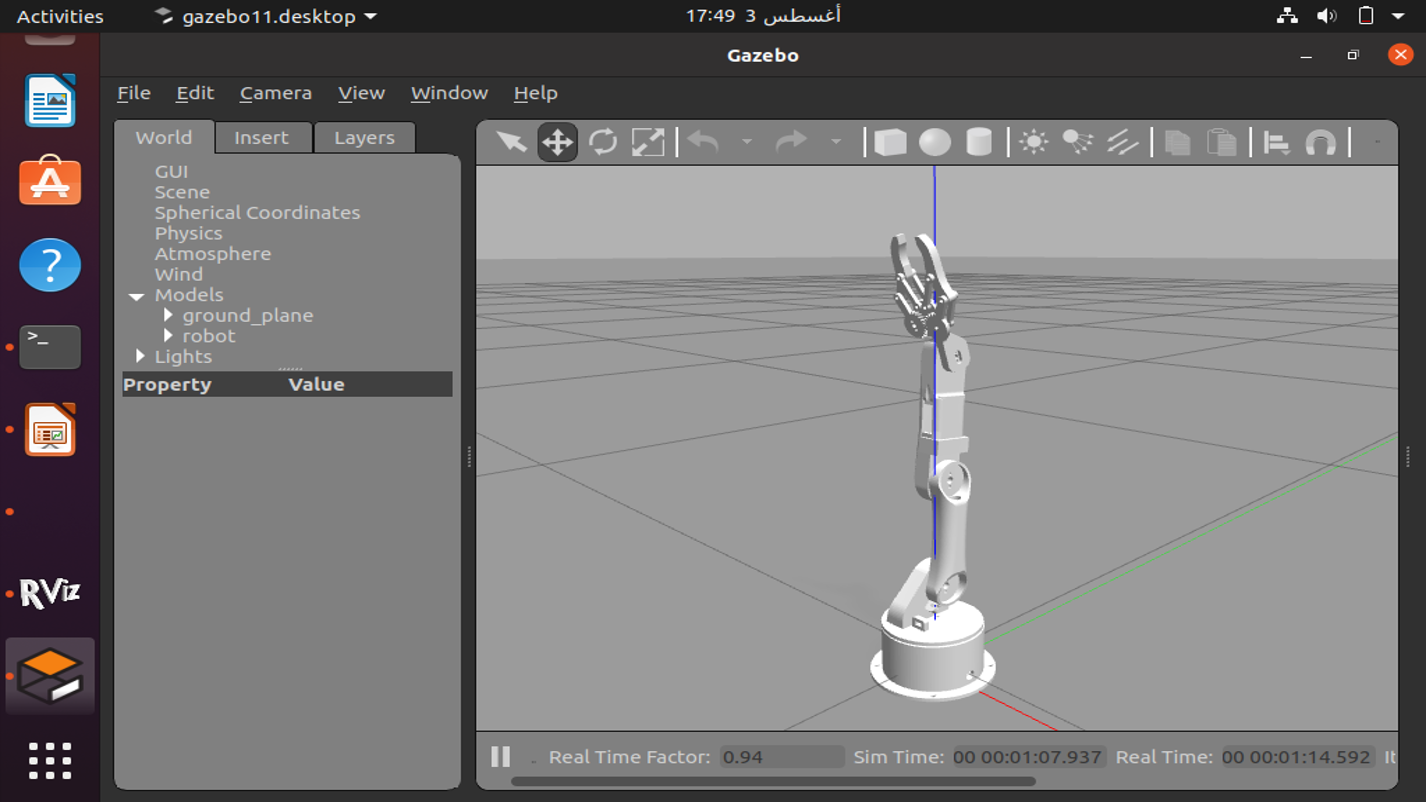 Activities
gazebo11.desktop
17:49 3 أغسطس
Gazebo
File Edit Camera View Window Help
World Insert Layers
GUI
Scene
Spherical Coordinates
Physics
Atmosphere
Wind
Models
ground_plane
robot
Lights
Property Value
>_
?
RViz
Real Time Factor: 0.94 Sim Time: 00 00:01:07.937 Real Time: 00 00:01:14.592 It